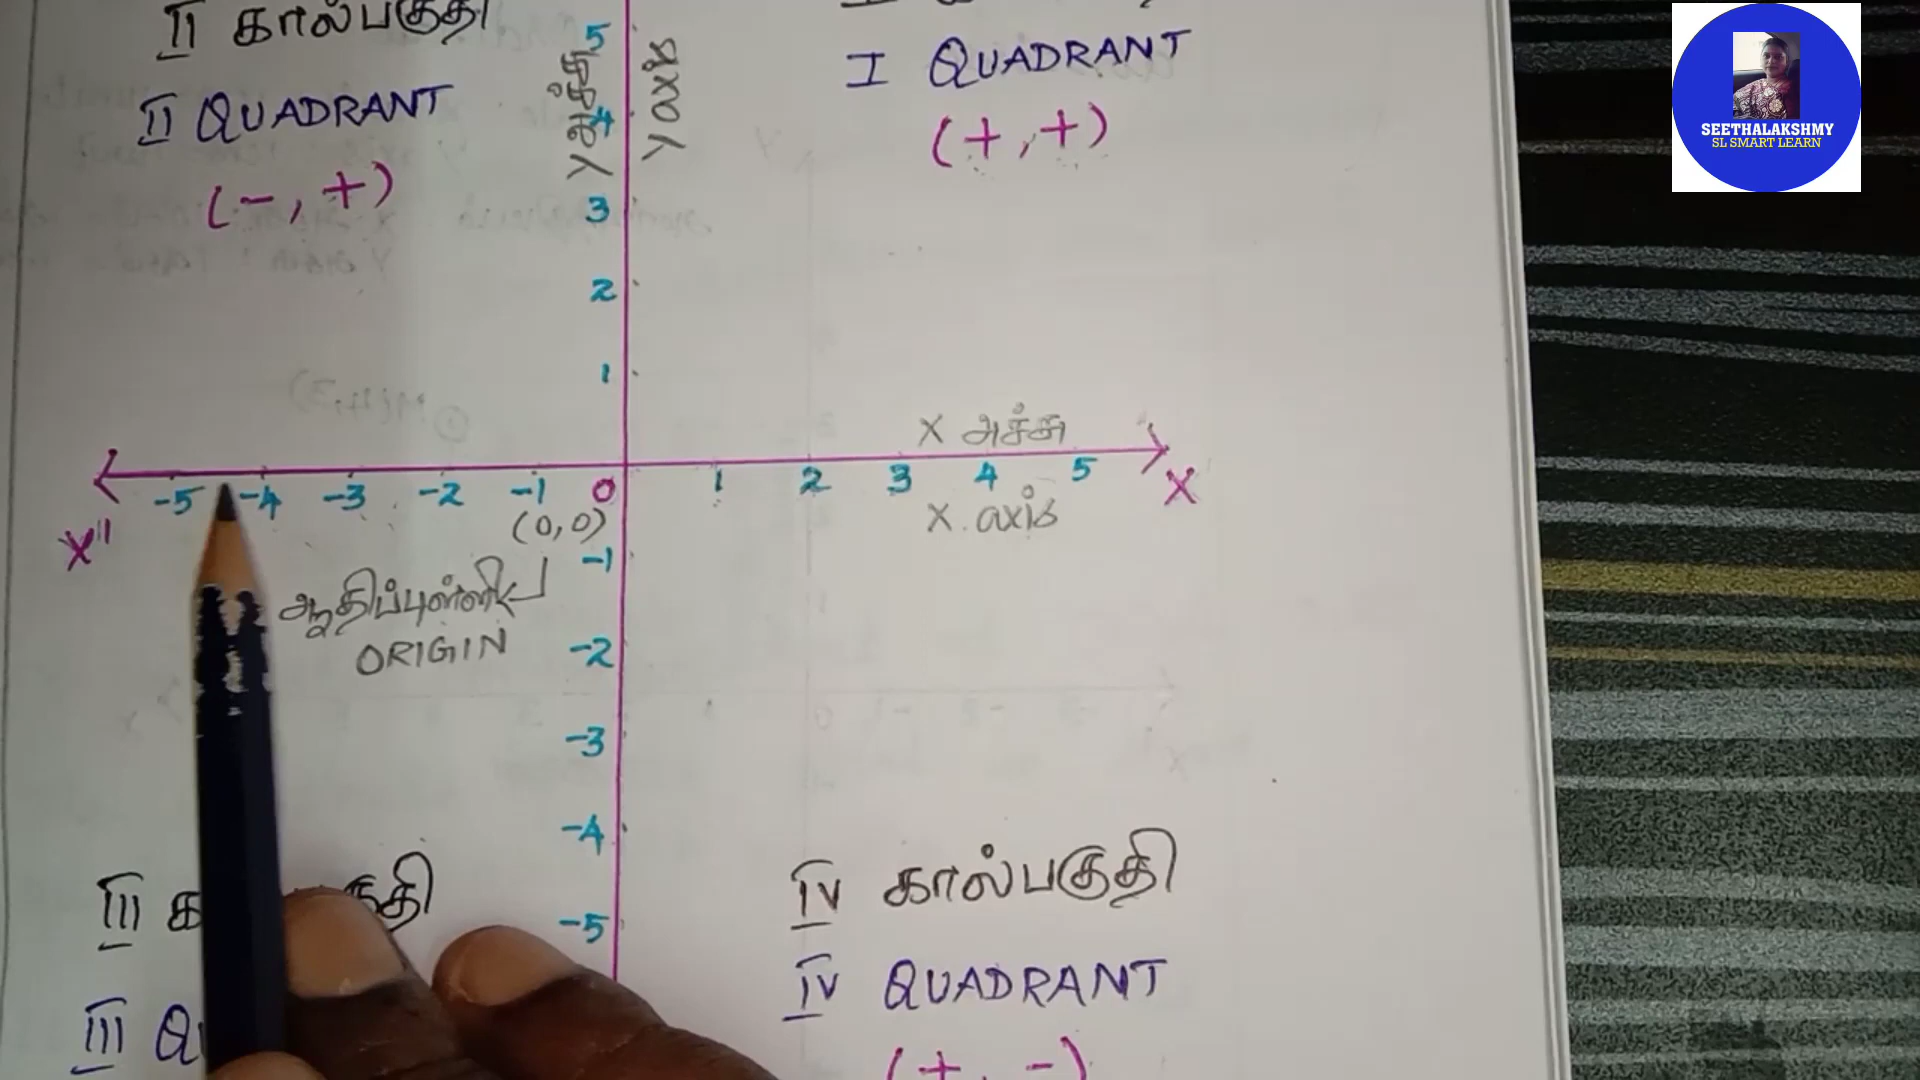 II கால்பகுதி
II QUADRANT
(-, +)
I QUADRANT
(+, +)
Y அச்சு
Y axis
5
4
3
2
1
X அச்சு
-5 -4 -3 -2 -1 0 1 2 3 4 5
X'' X
(0,0)
X. axis
ஆதிப்புள்ளி
ORIGIN
-1
-2
-3
-4
-5
III
IV கால்பகுதி
III
IV QUADRANT
(+, -)
SEETHALAKSHMY
SL SMART LEARN